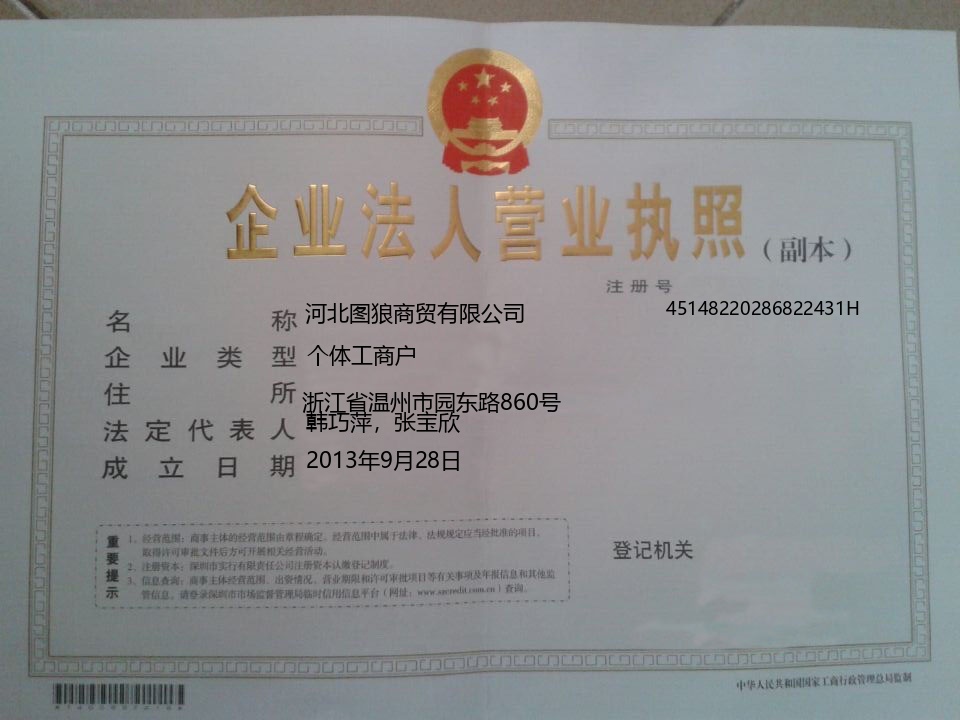 企业法人营业执照
（副本）
注册号
45148220286822431H
名称 河北图狼商贸有限公司
企业类型 个体工商户
住所 浙江省温州市园东路860号
法定代表人 韩巧萍，张宝欣
成立日期 2013年9月28日
重要提示
1、经营范围：商事主体的经营范围由章程确定。经营范围中属于法律、法规规定应当经批准的项目，
取得许可审批文件后方可开展相关经营活动。
2、注册资本：深圳市实行有限责任公司注册资本认缴登记制度。
3、信息查询：商事主体经营范围、出资情况、营业期限和许可审批项目等有关事项及年报信息和其他监
管信息，请登录深圳市市场监督管理局临时信用信息平台（网址：www.szcredit.com.cn）查询。
登记机关
中华人民共和国国家工商行政管理总局监制